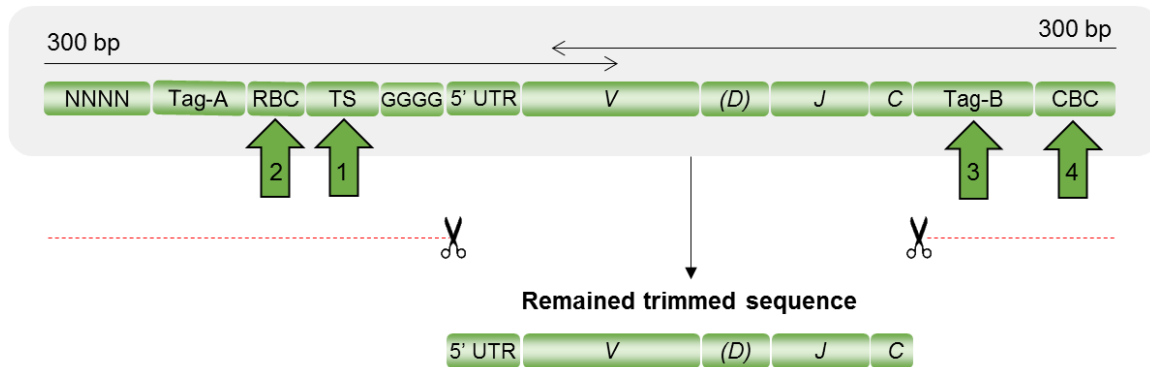 300 bp
300 bp
NNNN Tag-A RBC TS GGGG 5' UTR V (D) J C Tag-B CBC
2 1 3 4
Remained trimmed sequence
5' UTR V (D) J C